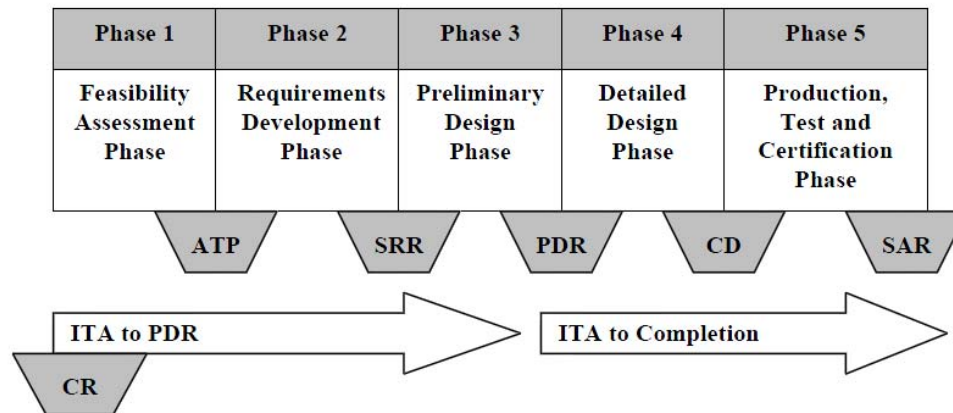 Phase 1
Phase 2
Phase 3
Phase 4
Phase 5
Feasibility
Assessment
Phase
Requirements
Development
Phase
Preliminary
Design
Phase
Detailed
Design
Phase
Production,
Test and
Certification
Phase
ATP
SRR
PDR
CD
SAR
ITA to PDR
ITA to Completion
CR